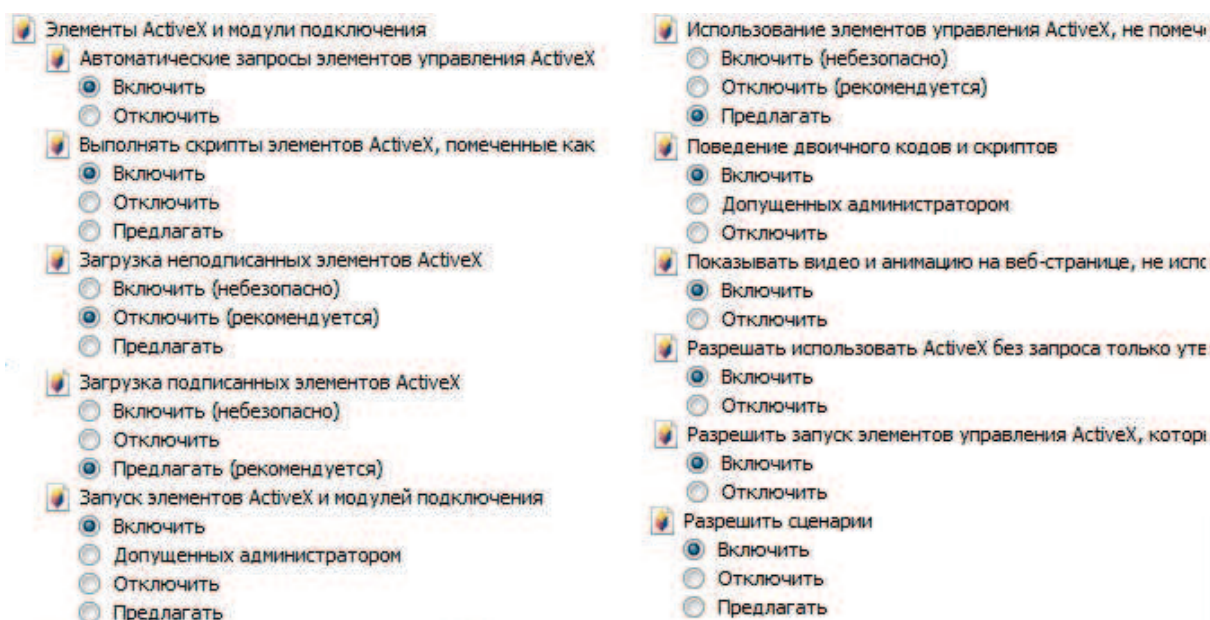 Элементы ActiveX и модули подключения
Автоматические запросы элементов управления ActiveX
Включить
Отключить
Выполнять скрипты элементов ActiveX, помеченные как
Включить
Отключить
Предлагать
Загрузка неподписанных элементов ActiveX
Включить (небезопасно)
Отключить (рекомендуется)
Предлагать
Загрузка подписанных элементов ActiveX
Включить (небезопасно)
Отключить
Предлагать (рекомендуется)
Запуск элементов ActiveX и модулей подключения
Включить
Допущенных администратором
Отключить
Предлагать
Использование элементов управления ActiveX, не
Включить (небезопасно)
Отключить (рекомендуется)
Предлагать
Поведение двоичного кодов и скриптов
Включить
Допущенных администратором
Отключить
Показывать видео и анимацию на веб-странице, не
Включить
Отключить
Разрешать использовать ActiveX без запроса только
Включить
Отключить
Разрешить запуск элементов управления ActiveX,
Включить
Отключить
Разрешить сценарии
Включить
Отключить
Предлагать